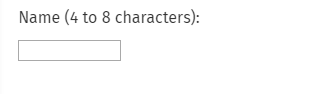 Name (4 to 8 characters):